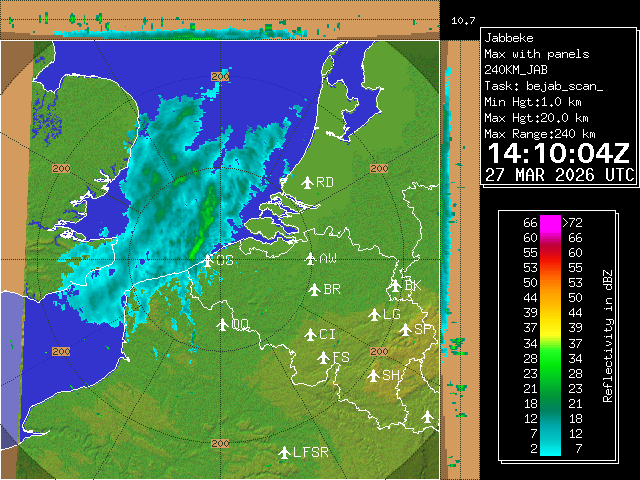 10.7
Jabbeke
Max with panels
240KM_JAB
Task: bejab_scan_
Min Hgt:1.0 km
Max Hgt:20.0 km
Max Range:240 km
14:10:04Z
27 MAR 2026 UTC
200
200
200
RD
OS
AW
BR
BK
LG
QO
CI
SP
200
FS
200
SH
200
LFSR
66 >72
60 66
55 60
53 55
50 53
44 50
39 44
37 39
34 37
31 34
28 31
23 28
21 23
18 21
12 18
7 12
2 7
Reflectivity in dBZ